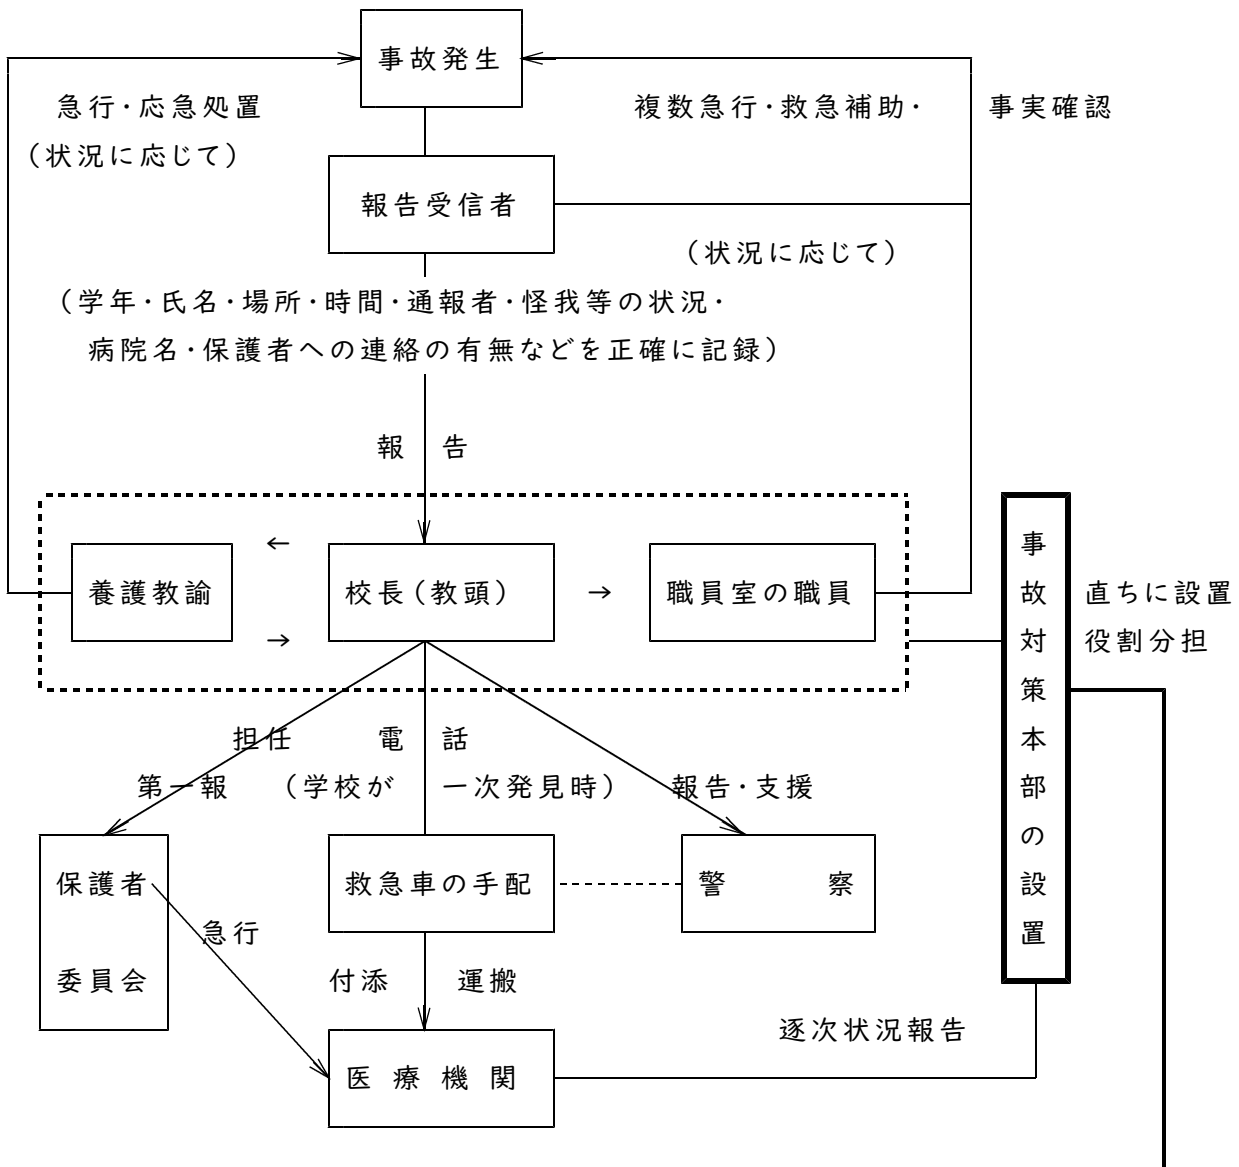 事故発生
急行・応急処置
（状況に応じて）
複数急行・救急補助・ 事実確認
報告受信者
（状況に応じて）
（学年・氏名・場所・時間・通報者・怪我等の状況・
病院名・保護者への連絡の有無などを正確に記録）
報 告
←
養護教諭
→
校長（教頭）
→
職員室の職員
事故対策本部の設置
直ちに設置
役割分担
担任
第一報
電 話
（学校が 一次発見時）
報告・支援
保護者
委員会
救急車の手配
警 察
急行
付添 運搬
逐次状況報告
医療機関